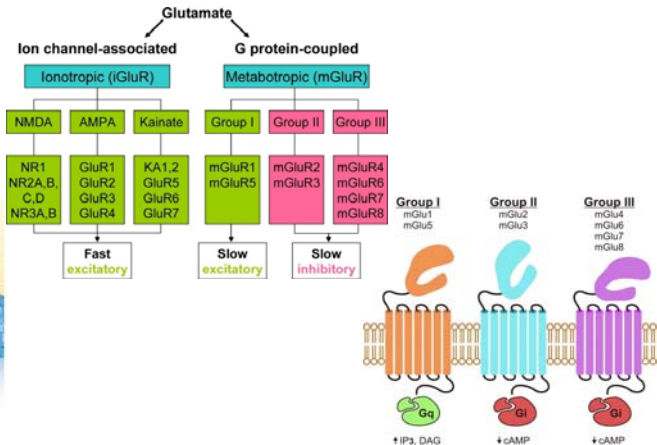 Glutamate
Ion channel-associated
G protein-coupled
Ionotropic (iGluR)
Metabotropic (mGluR)
NMDA
AMPA
Kainate
Group I
Group II
Group III
NR1
NR2A,B,
C,D
NR3A,B
GluR1
GluR2
GluR3
GluR4
KA1,2
GluR5
GluR6
GluR7
mGluR1
mGluR5
mGluR2
mGluR3
mGluR4
mGluR6
mGluR7
mGluR8
Fast
excitatory
Slow
excitatory
Slow
inhibitory
Group I
mGlu1
mGlu5
Group II
mGlu2
mGlu3
Group III
mGlu4
mGlu6
mGlu7
mGlu8
Gq
Gi
Gi
IP3, DAG
cAMP
cAMP